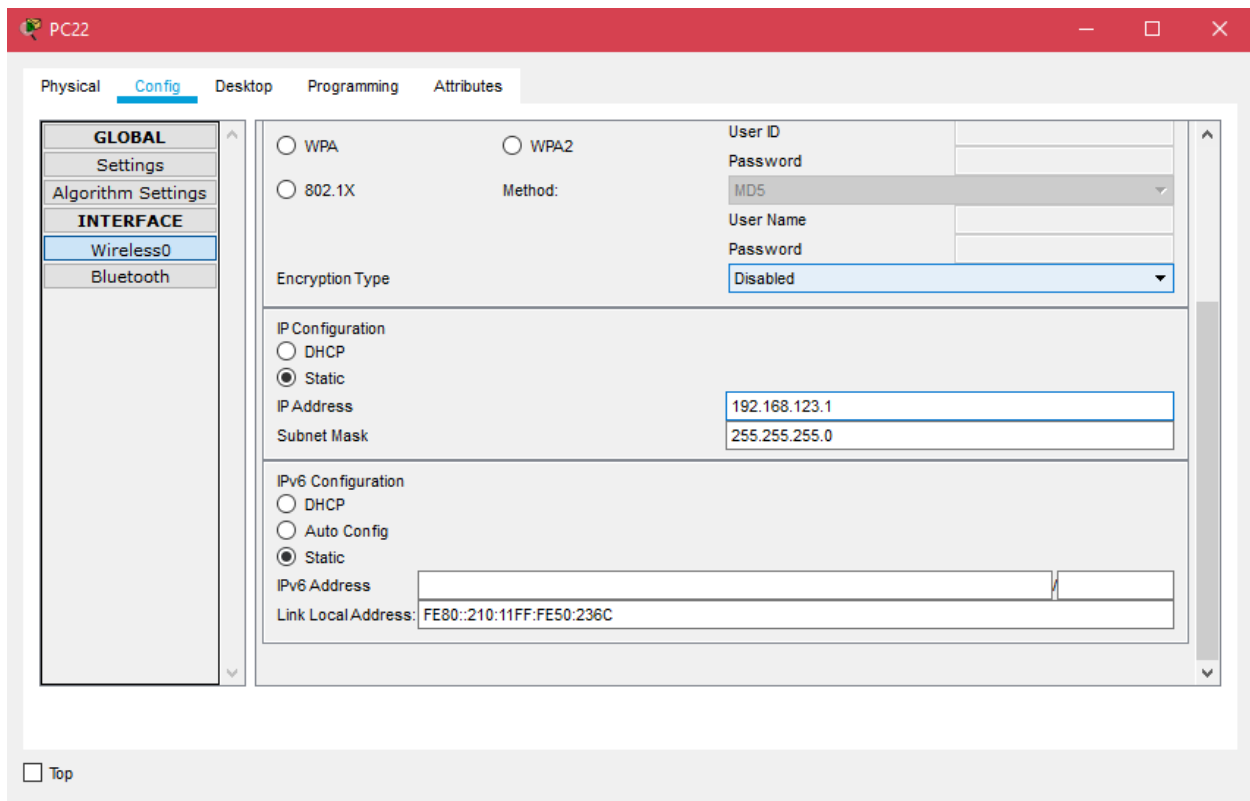 PC22
Physical Config Desktop Programming Attributes
GLOBAL
Settings
Algorithm Settings
INTERFACE
Wireless0
Bluetooth
User ID
WPA WPA2
Password
802.1X Method: MD5
User Name
Password
Encryption Type Disabled
IP Configuration
DHCP
Static
IP Address 192.168.123.1
Subnet Mask 255.255.255.0
IPv6 Configuration
DHCP
Auto Config
Static
IPv6 Address /
Link Local Address: FE80::210:11FF:FE50:236C
Top